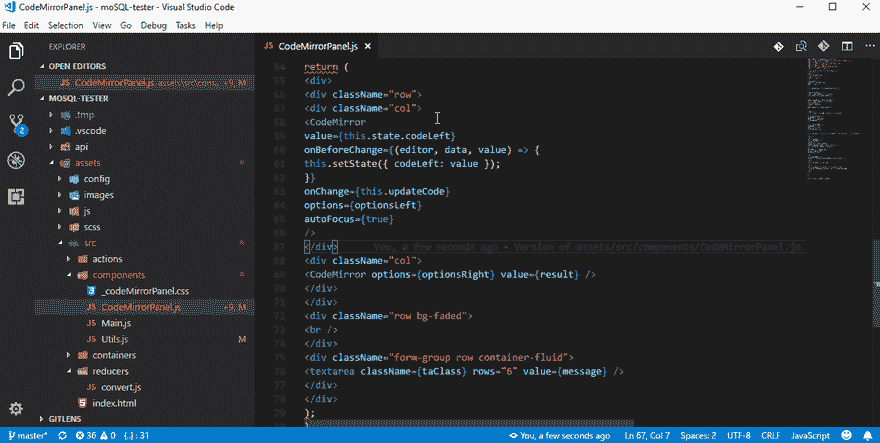 CodeMirrorPanel.js - moSQL-tester - Visual Studio Code
File Edit Selection View Go Debug Tasks Help
EXPLORER
OPEN EDITORS
JS CodeMirrorPanel.js assets\src\com... +9, M
MOSQL-TESTER
.tmp
.vscode
api
assets
config
images
js
scss
src
actions
components
_codeMirrorPanel.css
JS CodeMirrorPanel.js +9, M
JS Main.js
JS Utils.js M
containers
reducers
JS convert.js
index.html
GITLENS
JS CodeMirrorPanel.js
54 return (
55 <div>
56 <div className="row">
57 <div className="col">
58 <CodeMirror
59 value={this.state.codeLeft}
60 onBeforeChange={(editor, data, value) => {
61 this.setState({ codeLeft: value });
62 }}
63 onChange={this.updateCode}
64 options={optionsLeft}
65 autoFocus={true}
66 />
67 </div> You, a few seconds ago • Version of assets/src/components/CodeMirrorPanel.js
68 <div className="col">
69 <CodeMirror options={optionsRight} value={result} />
70 </div>
71 </div>
72 <div className="row bg-faded">
73 <br />
74 </div>
75 <div className="form-group row container-fluid">
76 <textarea className={taClass} rows="6" value={message} />
77 </div>
78 </div>
79 );
master* 36 0 {..} : 31 You, a few seconds ago Ln 67, Col 7 Spaces: 2 UTF-8 CRLF JavaScript